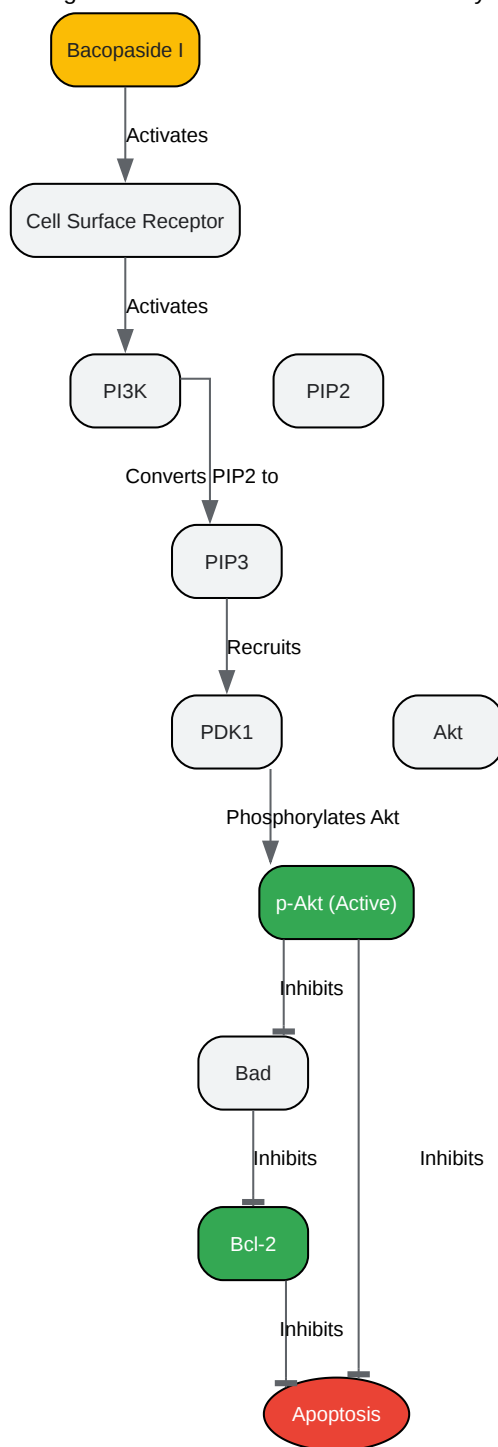 Bacopaside I
Activates
Cell Surface Receptor
Activates
PI3K
PIP2
Converts PIP2 to
PIP3
Recruits
PDK1
Akt
Phosphorylates Akt
p-Akt (Active)
Inhibits
Bad
Inhibits
Inhibits
Bcl-2
Inhibits
Apoptosis